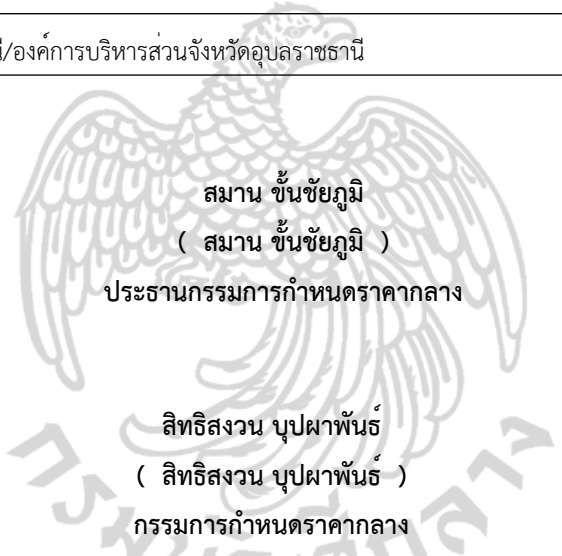 /องค์การบริหารส่วนจังหวัดอุบลราชธานี
สมาน ขั้นชัยภูมิ
( สมาน ขั้นชัยภูมิ )
ประธานกรรมการกำหนดราคากลาง
สิทธิสงวน บุปผาพันธ์
( สิทธิสงวน บุปผาพันธ์ )
กรรมการกำหนดราคากลาง